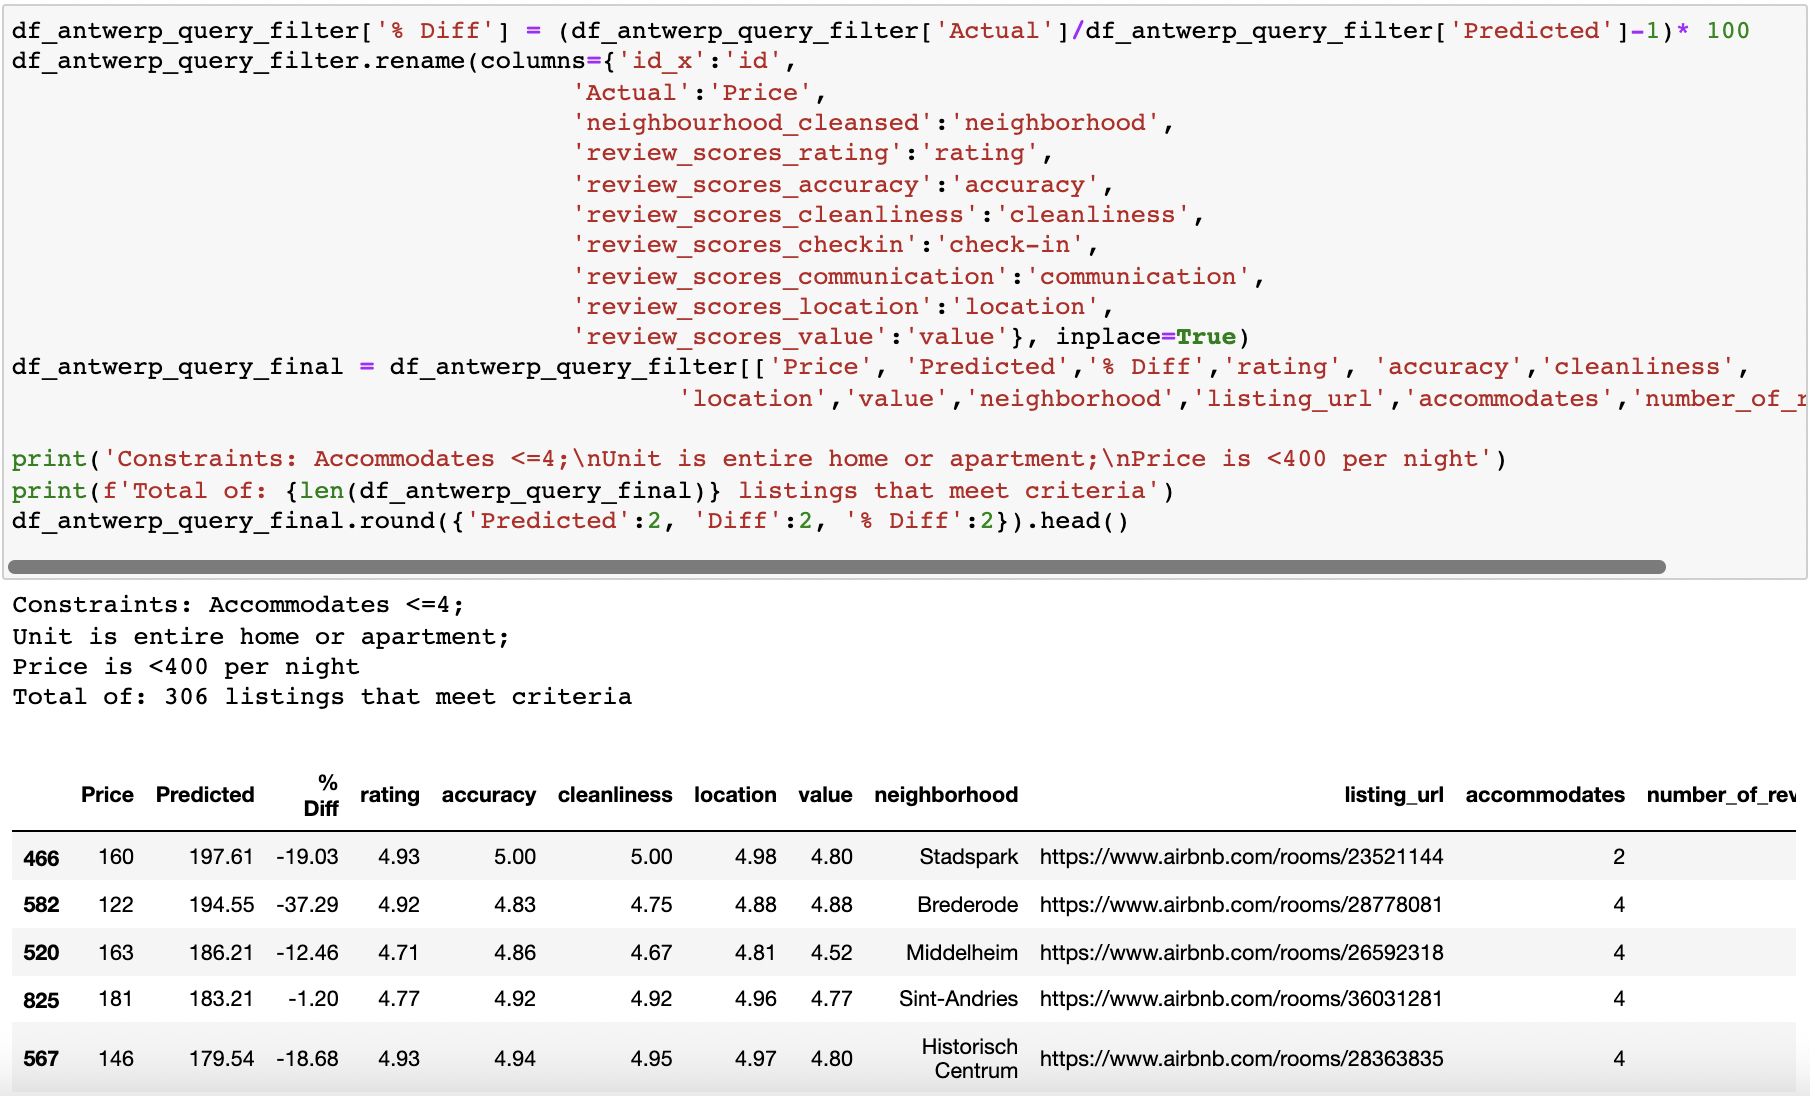 df_antwerp_query_filter['% Diff'] = (df_antwerp_query_filter['Actual']/df_antwerp_query_filter['Predicted']-1)* 100
df_antwerp_query_filter.rename(columns={'id_x':'id',
'Actual':'Price',
'neighbourhood_cleansed':'neighborhood',
'review_scores_rating':'rating',
'review_scores_accuracy':'accuracy',
'review_scores_cleanliness':'cleanliness',
'review_scores_checkin':'check-in',
'review_scores_communication':'communication',
'review_scores_location':'location',
'review_scores_value':'value'}, inplace=True)
df_antwerp_query_final = df_antwerp_query_filter[['Price', 'Predicted','% Diff','rating', 'accuracy','cleanliness',
'location','value','neighborhood','listing_url','accommodates','number_of_r
print('Constraints: Accommodates <=4;\nUnit is entire home or apartment;\nPrice is <400 per night')
print(f'Total of: {len(df_antwerp_query_final)} listings that meet criteria')
df_antwerp_query_final.round({'Predicted':2, 'Diff':2, '% Diff':2}).head()
Constraints: Accommodates <=4;
Unit is entire home or apartment;
Price is <400 per night
Total of: 306 listings that meet criteria
Price Predicted % Diff rating accuracy cleanliness location value neighborhood listing_url accommodates number_of_rev
466 160 197.61 -19.03 4.93 5.00 5.00 4.98 4.80 Stadspark https://www.airbnb.com/rooms/23521144 2
582 122 194.55 -37.29 4.92 4.83 4.75 4.88 4.88 Brederode https://www.airbnb.com/rooms/28778081 4
520 163 186.21 -12.46 4.71 4.86 4.67 4.81 4.52 Middelheim https://www.airbnb.com/rooms/26592318 4
825 181 183.21 -1.20 4.77 4.92 4.92 4.96 4.77 Sint-Andries https://www.airbnb.com/rooms/36031281 4
567 146 179.54 -18.68 4.93 4.94 4.95 4.97 4.80 Historisch Centrum https://www.airbnb.com/rooms/28363835 4